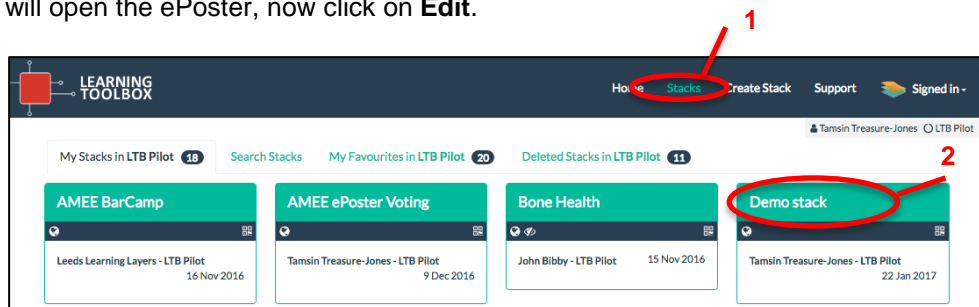 will open the ePoster, now click on Edit.
1
LEARNING
TOOLBOX
Home Stacks Create Stack Support Signed in
Tamsin Treasure-Jones LTB Pilot
My Stacks in LTB Pilot 18 Search Stacks My Favourites in LTB Pilot 20 Deleted Stacks in LTB Pilot 11
2
AMEE BarCamp AMEE ePoster Voting Bone Health Demo stack
Leeds Learning Layers - LTB Pilot Tamsin Treasure-Jones - LTB Pilot John Bibby - LTB Pilot 15 Nov 2016 Tamsin Treasure-Jones - LTB Pilot
16 Nov 2016 9 Dec 2016 22 Jan 2017